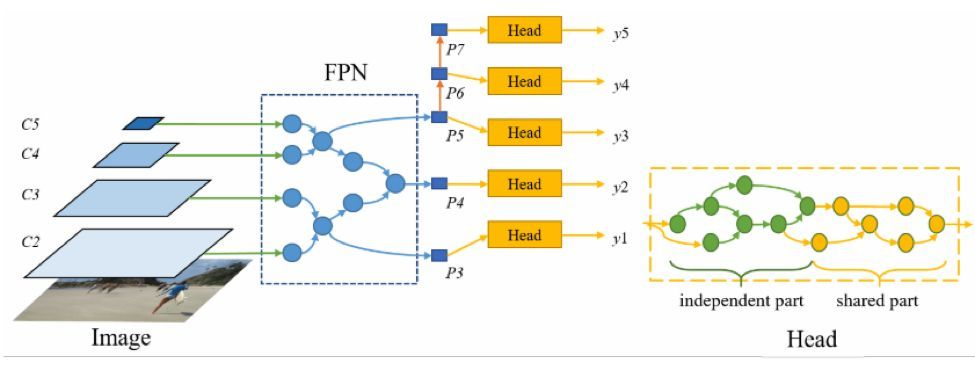 Head
y5
P7
FPN
Head
y4
P6
C5
Head
y3
P5
C4
C3
Head
y2
P4
C2
Head
y1
P3
independent part
shared part
Image
Head